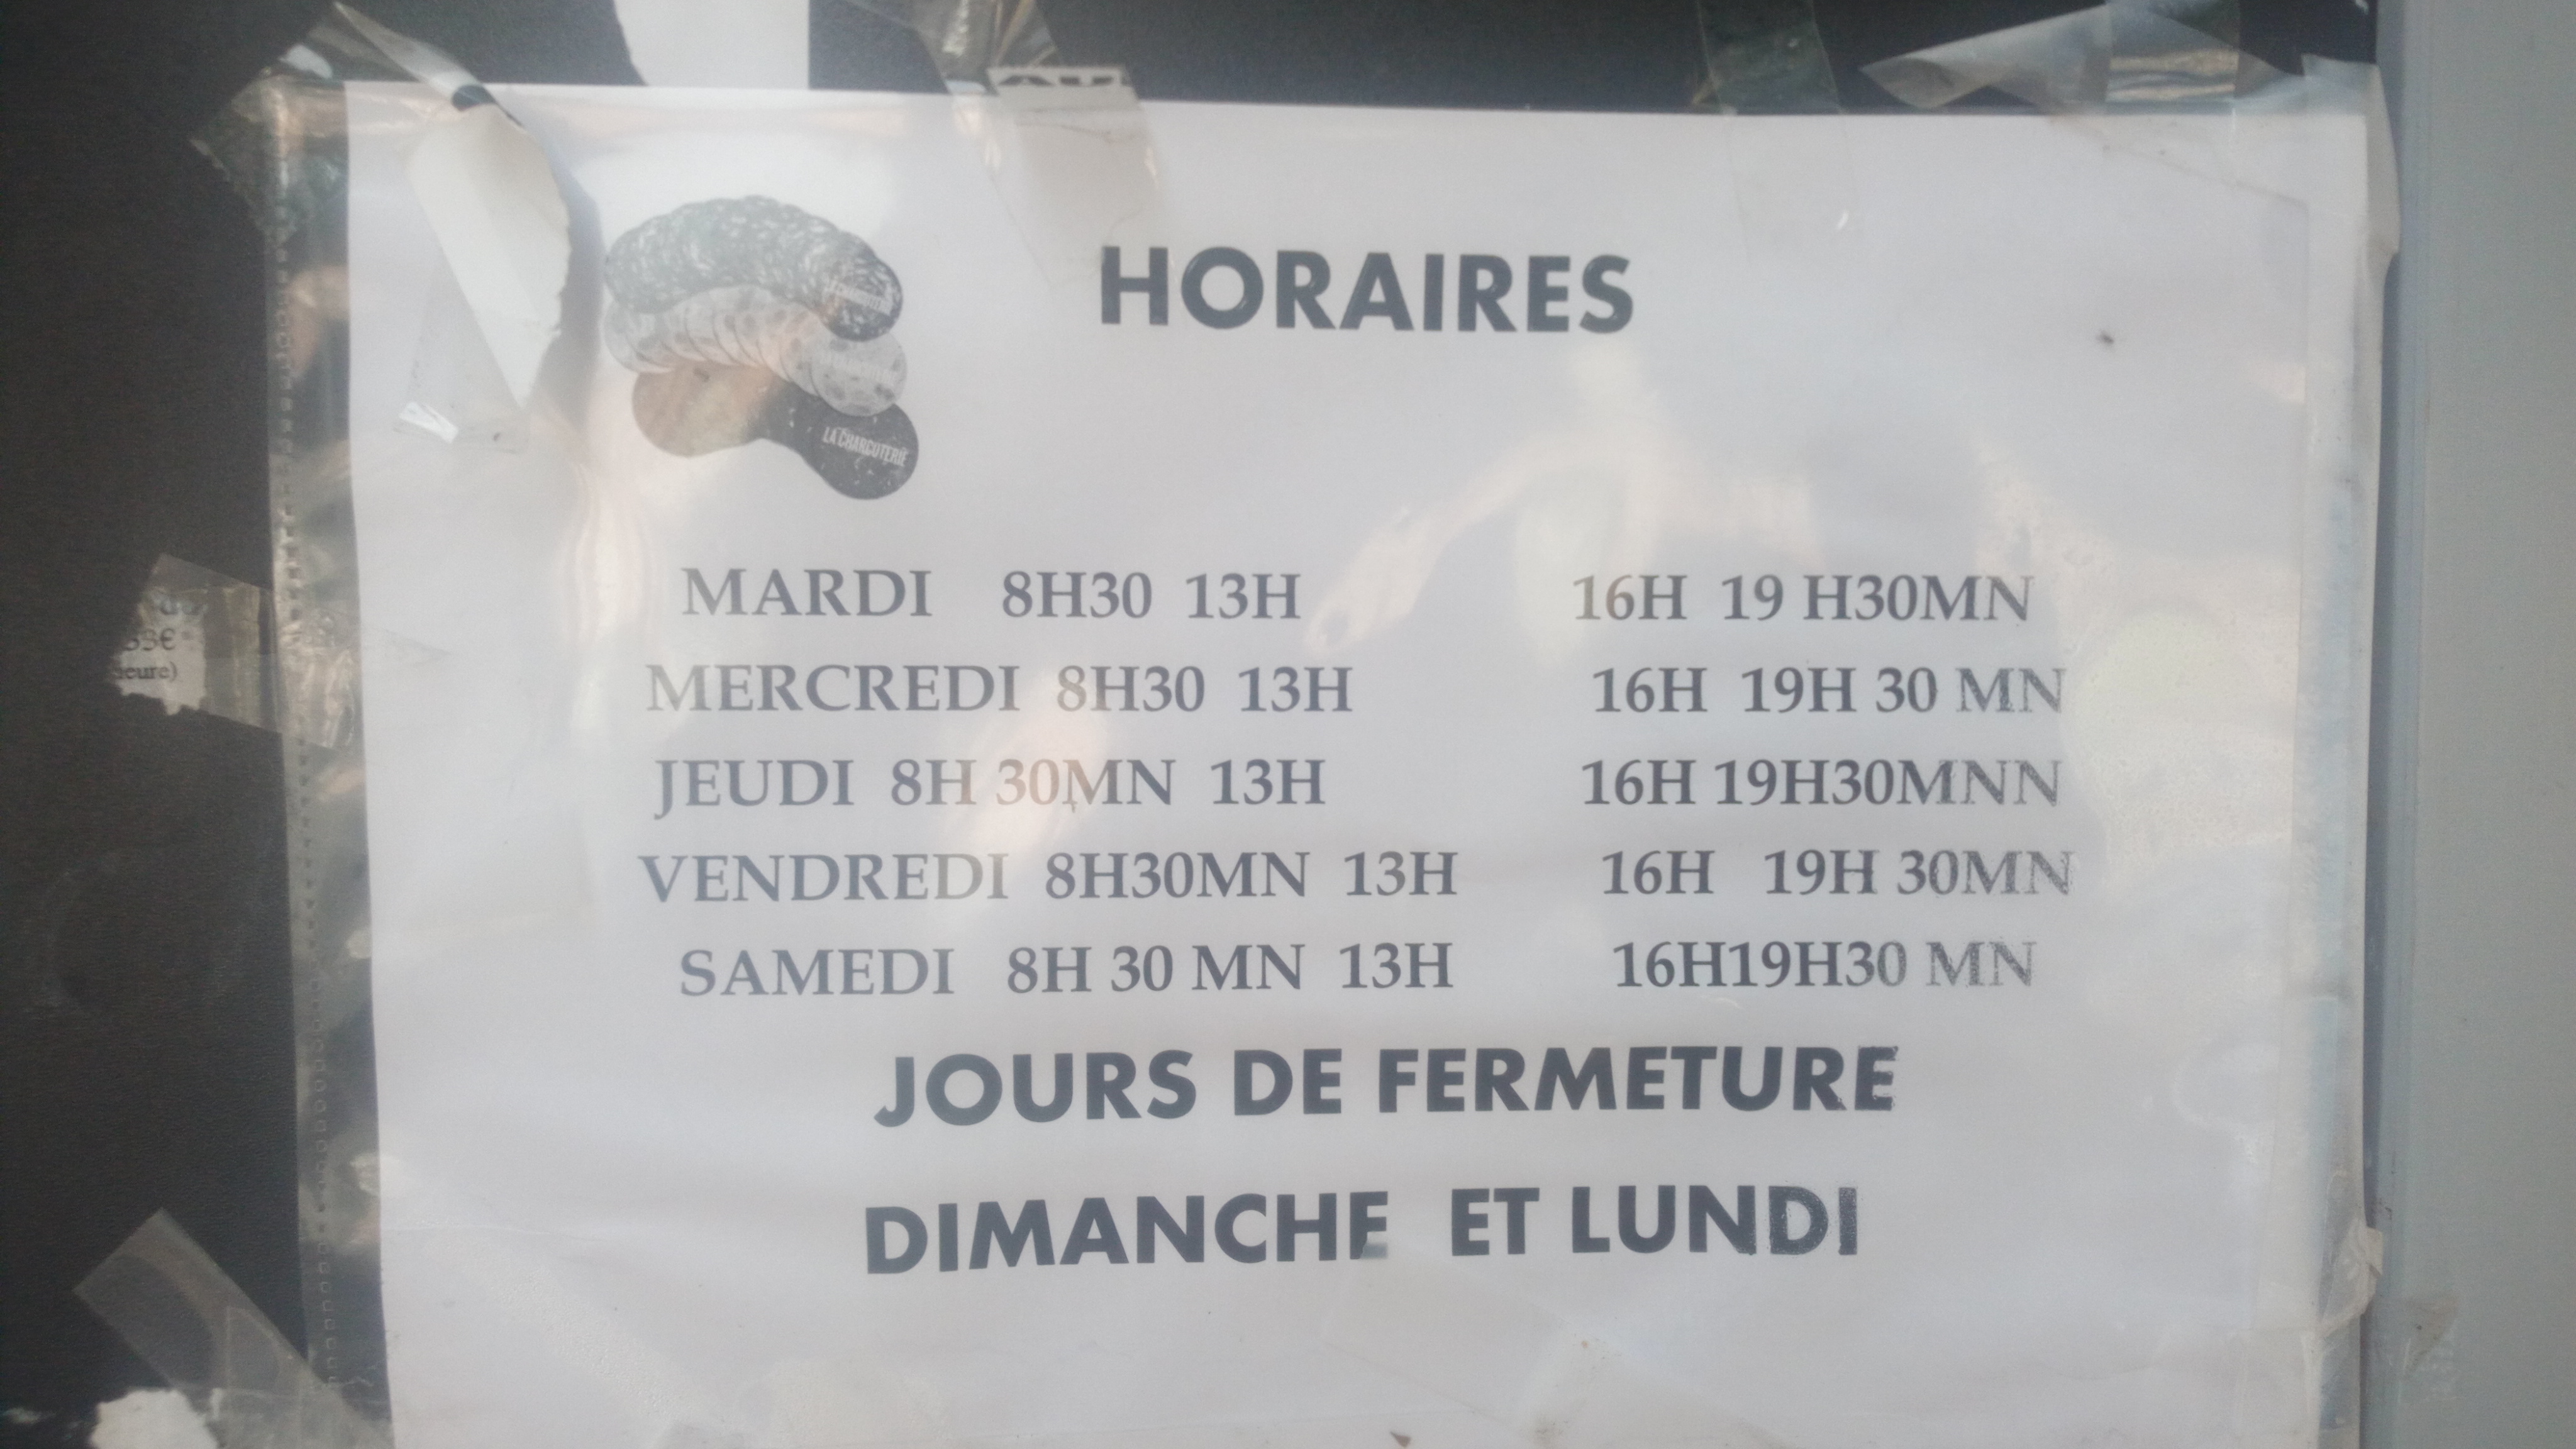 HORAIRES
LA CHARCUTERIE
MARDI 8H30 13H 16H 19 H30MN
MERCREDI 8H30 13H 16H 19H 30 MN
JEUDI 8H 30MN 13H 16H 19H30MNN
VENDREDI 8H30MN 13H 16H 19H 30MN
SAMEDI 8H 30 MN 13H 16H19H30 MN
JOURS DE FERMETURE
DIMANCHE ET LUNDI